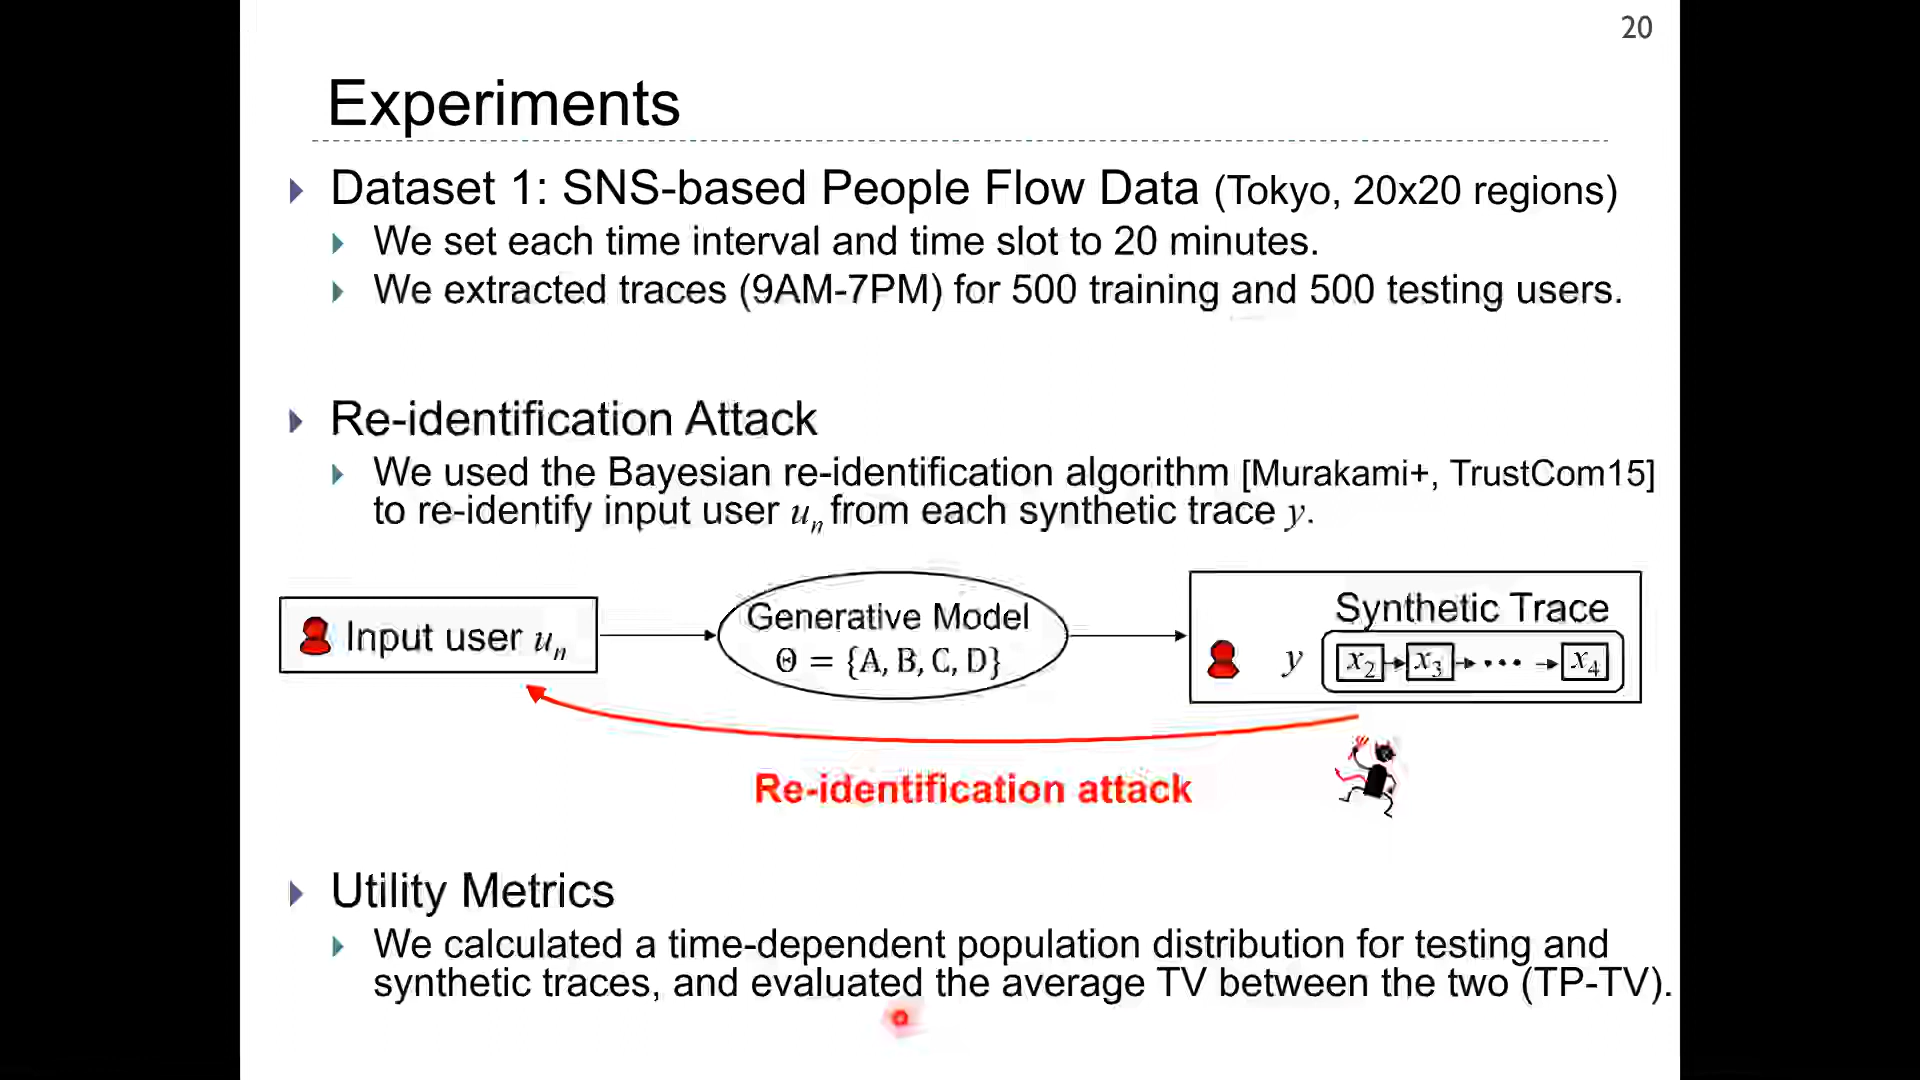 20
Experiments
Dataset 1: SNS-based People Flow Data (Tokyo, 20x20 regions)
We set each time interval and time slot to 20 minutes.
We extracted traces (9AM-7PM) for 500 training and 500 testing users.
Re-identification Attack
We used the Bayesian re-identification algorithm [Murakami+, TrustCom15]
to re-identify input user uₙ from each synthetic trace y.
Input user uₙ
Generative Model
Θ = {A, B, C, D}
Synthetic Trace
y x₂ x₃ ··· x₄
Re-identification attack
Utility Metrics
We calculated a time-dependent population distribution for testing and
synthetic traces, and evaluated the average TV between the two (TP-TV).